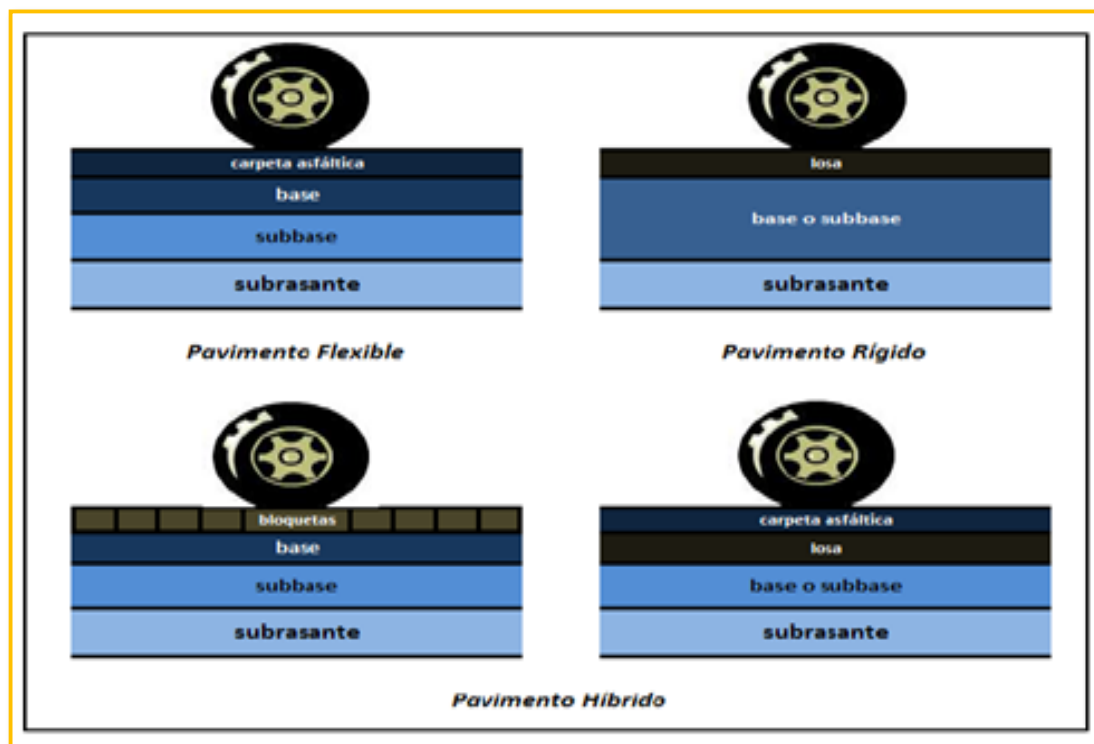 carpeta asfáltica
base
subbase
subrasante
Pavimento Flexible
losa
base o subbase
subrasante
Pavimento Rígido
bloquetas
base
subbase
subrasante
carpeta asfáltica
losa
base o subbase
subrasante
Pavimento Híbrido